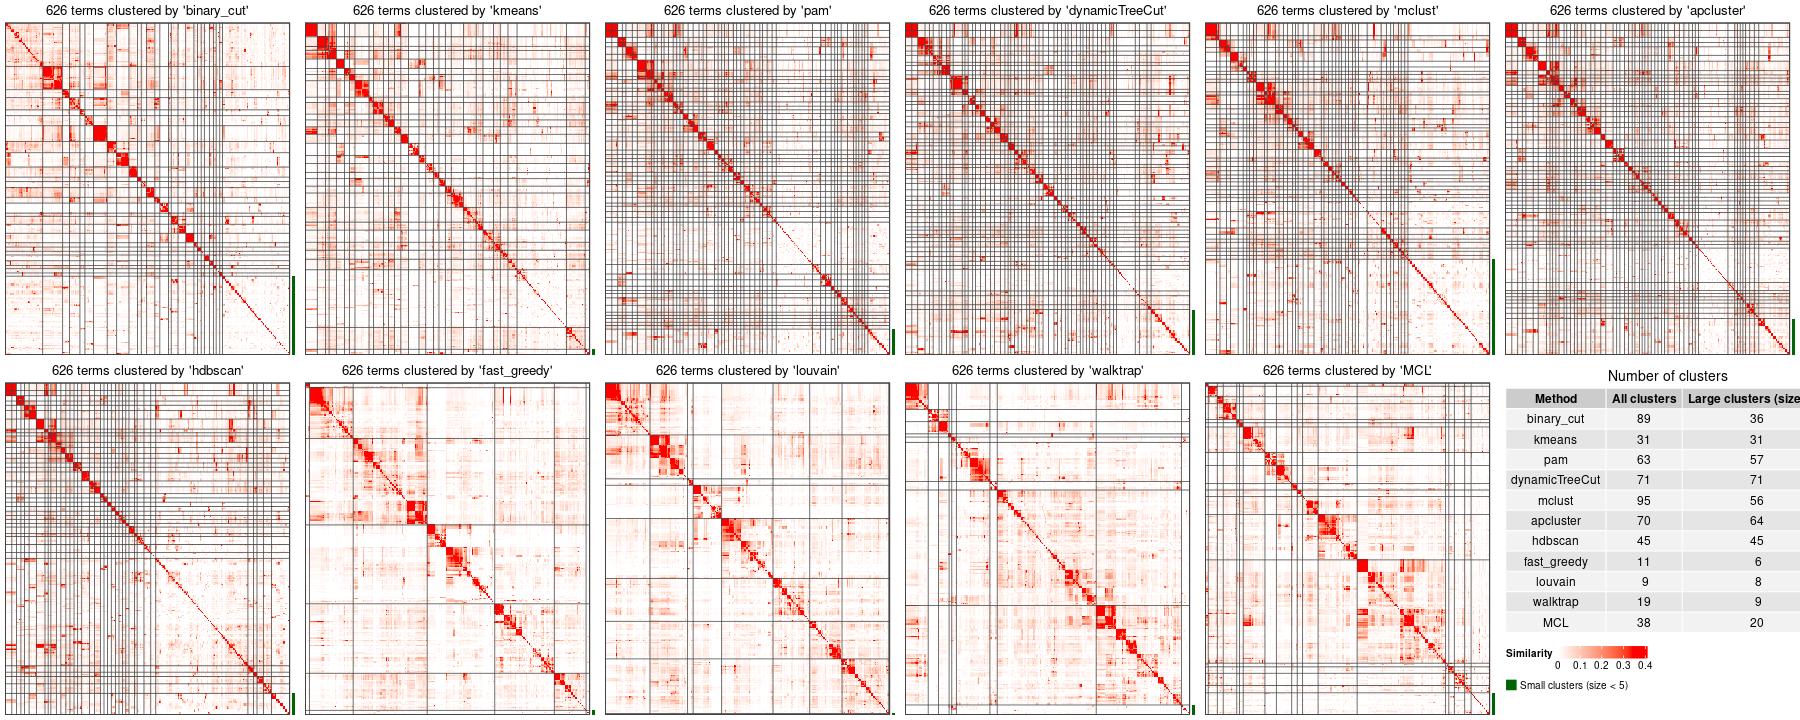 626 terms clustered by 'binary_cut'
626 terms clustered by 'kmeans'
626 terms clustered by 'pam'
626 terms clustered by 'dynamicTreeCut'
626 terms clustered by 'mclust'
626 terms clustered by 'apcluster'
626 terms clustered by 'hdbscan'
626 terms clustered by 'fast_greedy'
626 terms clustered by 'louvain'
626 terms clustered by 'walktrap'
626 terms clustered by 'MCL'
Number of clusters
Method All clusters Large clusters (size
binary_cut 89 36
kmeans 31 31
pam 63 57
dynamicTreeCut 71 71
mclust 95 56
apcluster 70 64
hdbscan 45 45
fast_greedy 11 6
louvain 9 8
walktrap 19 9
MCL 38 20
Similarity
0 0.1 0.2 0.3 0.4
Small clusters (size < 5)